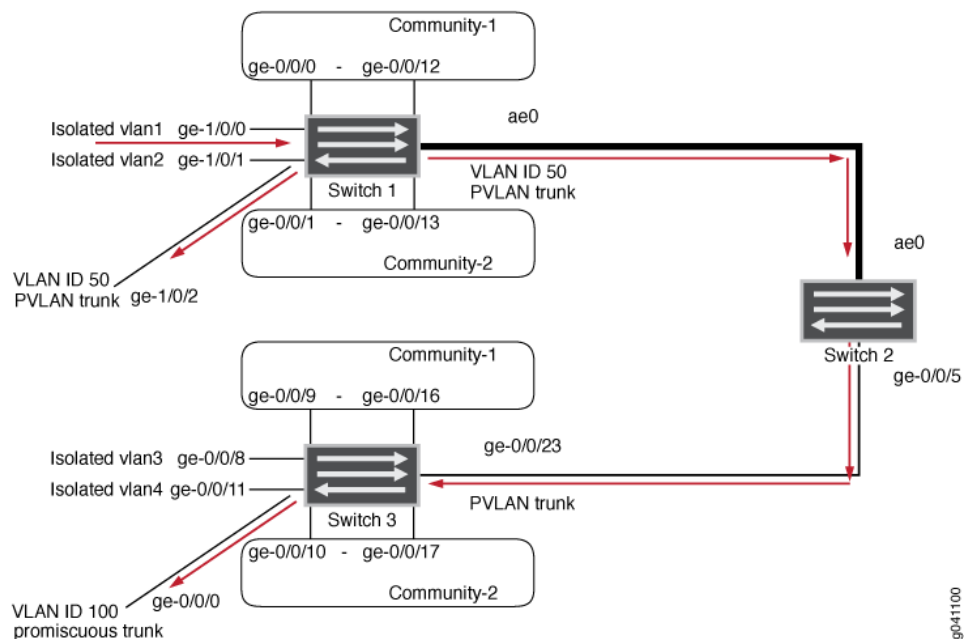 Community-1
ge-0/0/0 - ge-0/0/12
ae0
Isolated vlan1 ge-1/0/0
Isolated vlan2 ge-1/0/1
VLAN ID 50
PVLAN trunk
Switch 1
ge-0/0/1 - ge-0/0/13
Community-2
ae0
VLAN ID 50
PVLAN trunk ge-1/0/2
Switch 2
ge-0/0/5
Community-1
ge-0/0/9 - ge-0/0/16
ge-0/0/23
Isolated vlan3 ge-0/0/8
Isolated vlan4 ge-0/0/11
PVLAN trunk
Switch 3
ge-0/0/10 - ge-0/0/17
Community-2
VLAN ID 100 ge-0/0/0
promiscuous trunk
g041100